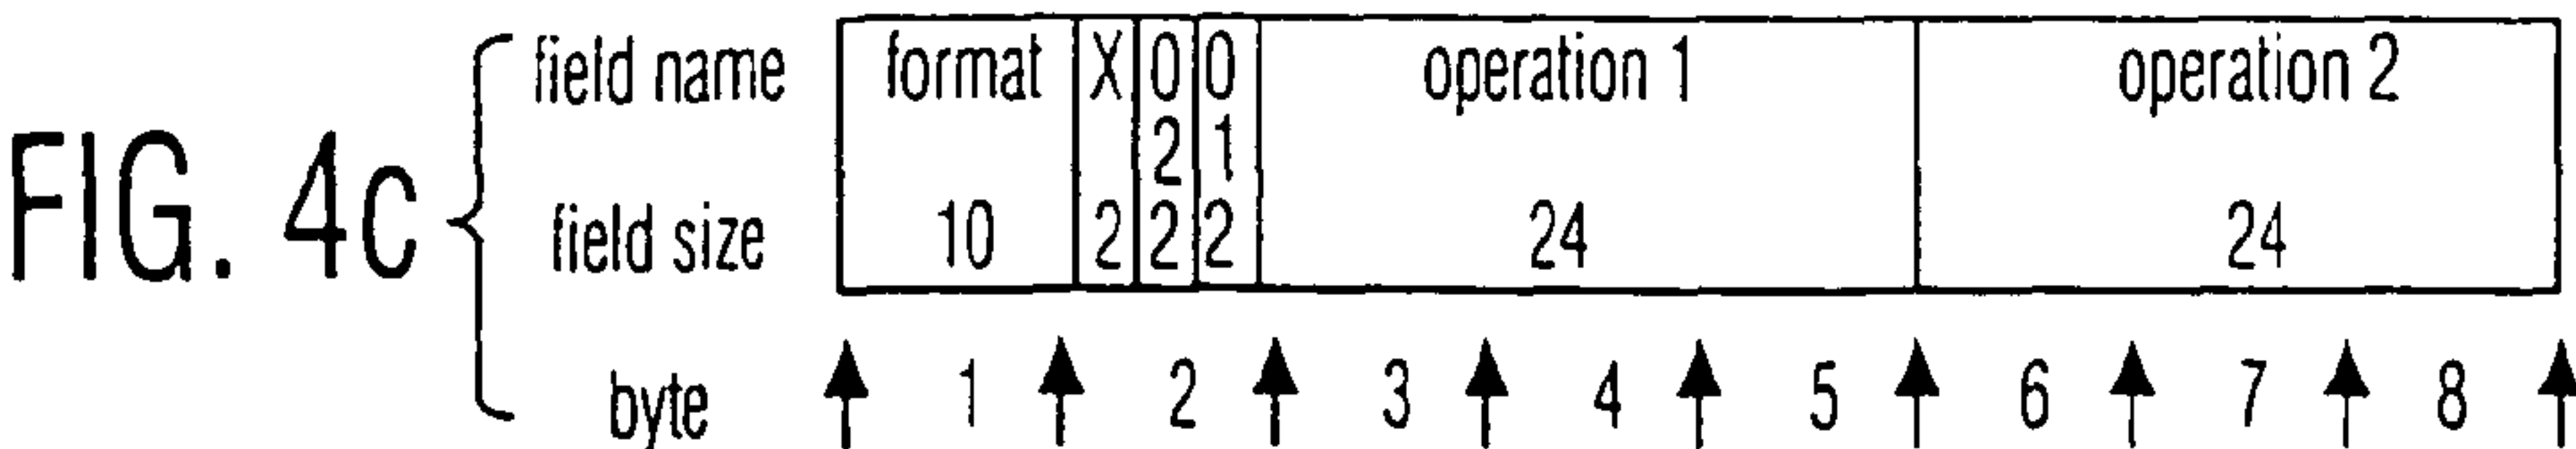 FIG. 4c
field name format X 0 0 operation 1 operation 2
2 1
field size 10 2 2 2 24 24
byte 1 2 3 4 5 6 7 8